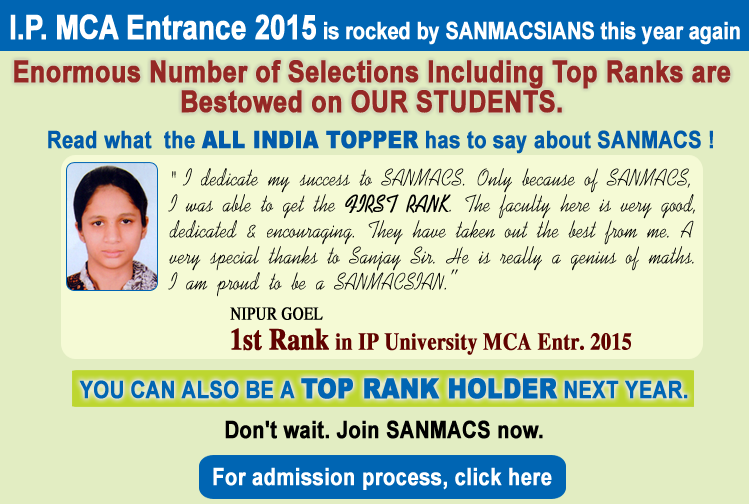 I.P. MCA Entrance 2015 is rocked by SANMACSIANS this year again
Enormous Number of Selections Including Top Ranks are
Bestowed on OUR STUDENTS.
Read what the ALL INDIA TOPPER has to say about SANMACS !
" I dedicate my success to SANMACS. Only because of SANMACS,
I was able to get the FIRST RANK. The faculty here is very good,
dedicated & encouraging. They have taken out the best from me. A
very special thanks to Sanjay Sir. He is really a genius of maths.
I am proud to be a SANMACSIAN."
NIPUR GOEL
1st Rank in IP University MCA Entr. 2015
YOU CAN ALSO BE A TOP RANK HOLDER NEXT YEAR.
Don't wait. Join SANMACS now.
For admission process, click here